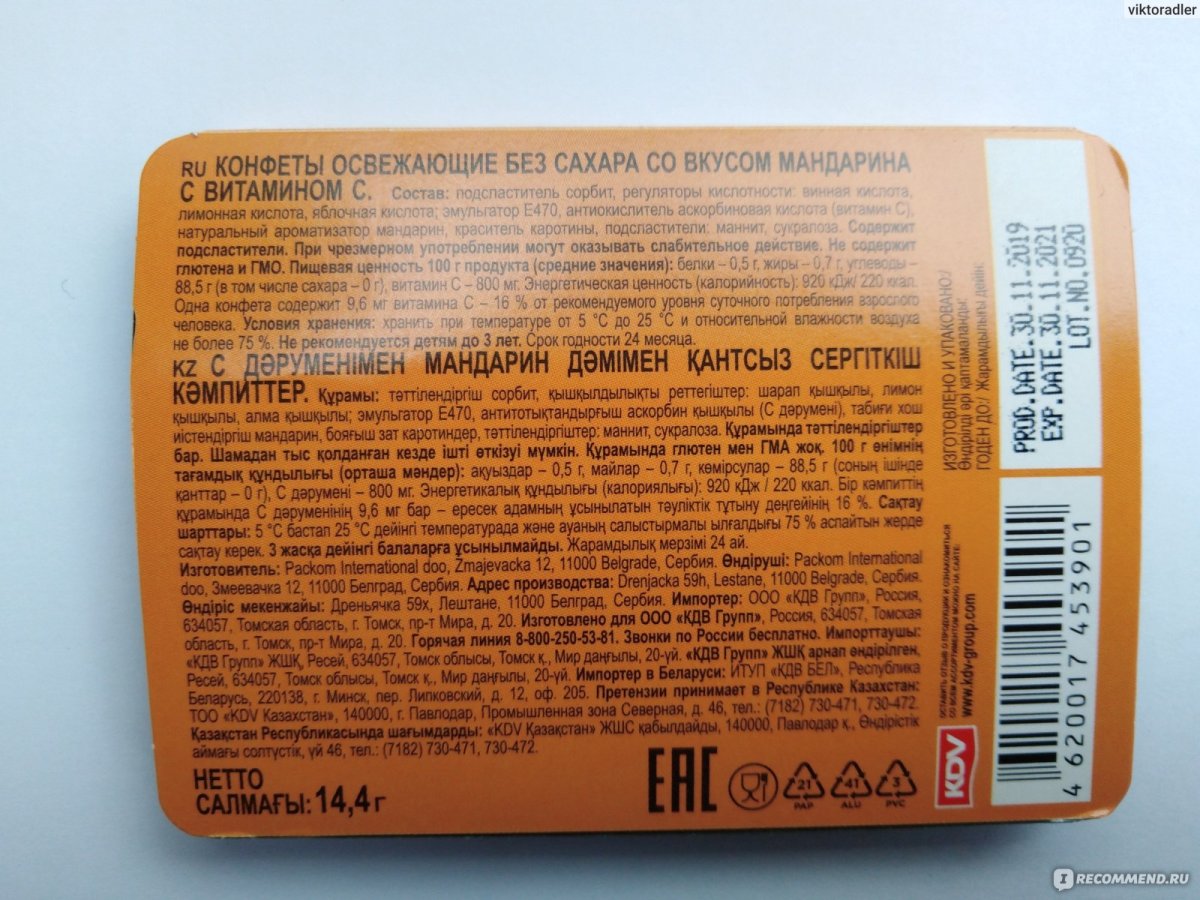 viktoradler
RU КОНФЕТЫ ОСВЕЖАЮЩИЕ БЕЗ САХАРА СО ВКУСОМ МАНДАРИНА
С ВИТАМИНОМ С. Состав: подсластитель сорбит, регуляторы кислотности: винная кислота,
лимонная кислота, яблочная кислота; эмульгатор Е470, антиокислитель аскорбиновая кислота (витамин С),
натуральный ароматизатор мандарин, краситель каротины, подсластители: маннит, сукралоза. Содержит
подсластители. При чрезмерном употреблении могут оказывать слабительное действие. Не содержит
глютена и ГМО. Пищевая ценность 100 г продукта (средние значения): белки – 0,5 г, жиры – 0,7 г, углеводы –
88,5 г (в том числе сахара – 0 г), витамин С – 800 мг. Энергетическая ценность (калорийность): 920 кДж/ 220 ккал.
Одна конфета содержит 9,6 мг витамина С – 16 % от рекомендуемого уровня суточного потребления взрослого
человека. Условия хранения: хранить при температуре от 5 °С до 25 °С и относительной влажности воздуха
не более 75 %. Не рекомендуется детям до 3 лет. Срок годности 24 месяца.
KZ С ДӘРУМЕНІМЕН МАНДАРИН ДӘМІМЕН ҚАНТСЫЗ СЕРГІТКІШ
КӘМПИТТЕР. Құрамы: тәттілендіргіш сорбит, қышқылдылықты реттегіштер: шарап қышқылы, лимон
қышқылы, алма қышқылы; эмульгатор Е470, антитотықтандырғыш аскорбин қышқылы (С дәрумені), табиғи хош
иістендіргіш мандарин, бояғыш зат каротиндер, тәттілендіргіштер: маннит, сукралоза. Құрамында тәттілендіргіштер
бар. Шамадан тыс қолданған кезде ішті өткізуі мүмкін. Құрамында глютен мен ГМА жоқ. 100 г өнімнің
тағамдық құндылығы (орташа мәндер): ақуыздар – 0,5 г, майлар – 0,7 г, көмірсулар – 88,5 г (соның ішінде
қанттар – 0 г), С дәрумені – 800 мг. Энергетикалық құндылығы (калориялығы): 920 кДж / 220 ккал. Бір кәмпиттің
құрамында С дәруменінің 9,6 мг бар – ересек адамның ұсынылатын тәуліктік тұтыну деңгейінің 16 %. Сақтау
шарттары: 5 °С бастап 25 °С дейінгі температурада және ауаның салыстырмалы ылғалдығы 75 % аспайтын жерде
сақтау керек. 3 жасқа дейінгі балаларға ұсынылмайды. Жарамдылық мерзімі 24 ай.
Изготовитель: Packom International doo, Zmajevacka 12, 11000 Belgrade, Сербия. Өндіруші: Packom International
doo, Змеевачка 12, 11000 Белград, Сербия. Адрес производства: Drenjacka 59h, Lestane, 11000 Belgrade, Сербия.
Өндіріс мекенжайы: Дреньячка 59х, Лештане, 11000 Белград, Сербия. Импортер: ООО «КДВ Групп», Россия,
634057, Томская область, г. Томск, пр-т Мира, д. 20. Изготовлено для ООО «КДВ Групп», Россия, 634057, Томская
область, г. Томск, пр-т Мира, д. 20. Горячая линия 8-800-250-53-81. Звонки по России бесплатно. Импорттаушы:
«КДВ Групп» ЖШҚ, Ресей, 634057, Томск облысы, Томск қ., Мир даңғылы, 20-үй. «КДВ Групп» ЖШҚ арнап өндірілген,
Ресей, 634057, Томск облысы, Томск қ., Мир даңғылы, 20-үй. Импортер в Беларуси: ИТУП «КДВ БЕЛ», Республика
Беларусь, 220138, г. Минск, пер. Липковский, д. 12, оф. 205. Претензии принимает в Республике Казахстан:
ТОО «KDV Казахстан», 140000, г. Павлодар, Промышленная зона Северная, д. 46, тел.: (7182) 730-471, 730-472.
Қазақстан Республикасында шағымдарды: «KDV Қазақстан» ЖШС қабылдайды, 140000, Павлодар қ., Өндірістік
аймағы солтүстік, үй 46, тел.: (7182) 730-471, 730-472.
НЕТТО
САЛМАҒЫ: 14,4 г
EAC
21
PAP
41
ALU
3
PVC
ИЗГОТОВЛЕНО И УПАКОВАНО/
Өндірілді әрі қапталмаланды:
ГОДЕН ДО:/ Жарамдылығы дейін:
PROD.DATE.30.11.2019
EXP.DATE.30.11.2021
LOT.NO.0920
ОСТАВИТЬ ОТЗЫВ О ПРОДУКЦИИ И ОЗНАКОМИТЬСЯ
СО ВСЕМ АССОРТИМЕНТОМ МОЖНО НА САЙТЕ:
www.kdv-group.com
KDV
4 620017 453901
IRECOMMEND.RU